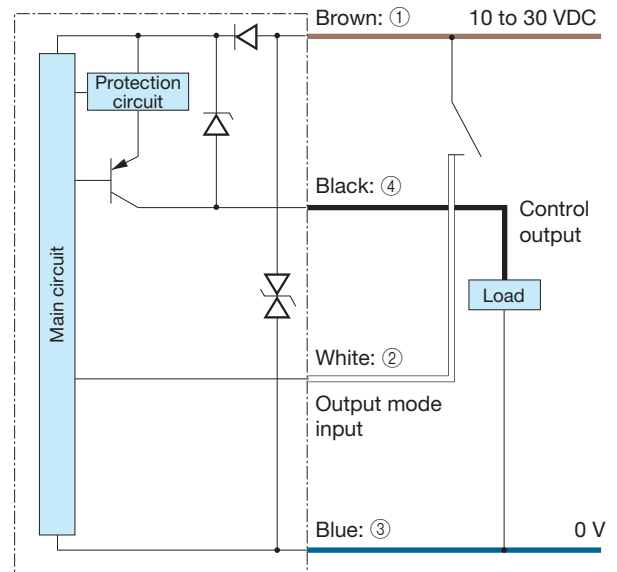 Brown: ① 10 to 30 VDC
Protection
circuit
Black: ④
Control
output
Main circuit
Load
White: ②
Output mode
input
Blue: ③ 0 V